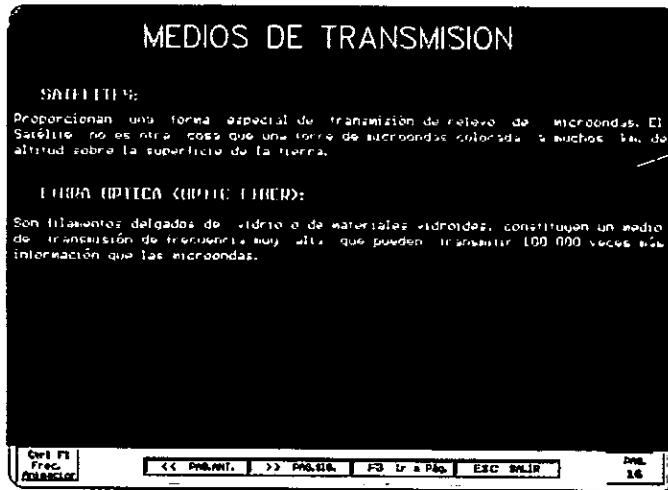 MEDIOS DE TRANSMISION
SATELITES:
Proporcionan una forma especial de transmisión de relevo de microondas. El
Satélite no es otra cosa que una torre de microondas colocada a muchos km. de
altitud sobre la superficie de la tierra.
FIBRA OPTICA (OPTIC FIBER):
Son filamentos delgados de vidrio o de materiales vidroides, constituyen un medio
de transmisión de frecuencia muy alta que pueden transmitir 100 000 veces más
información que las microondas.
Ctrl F1
Frec.
Animación
<< PAG.ANT. >> PAG.SIG. F3 Ir a Pág. ESC SALIR
PAG.
16